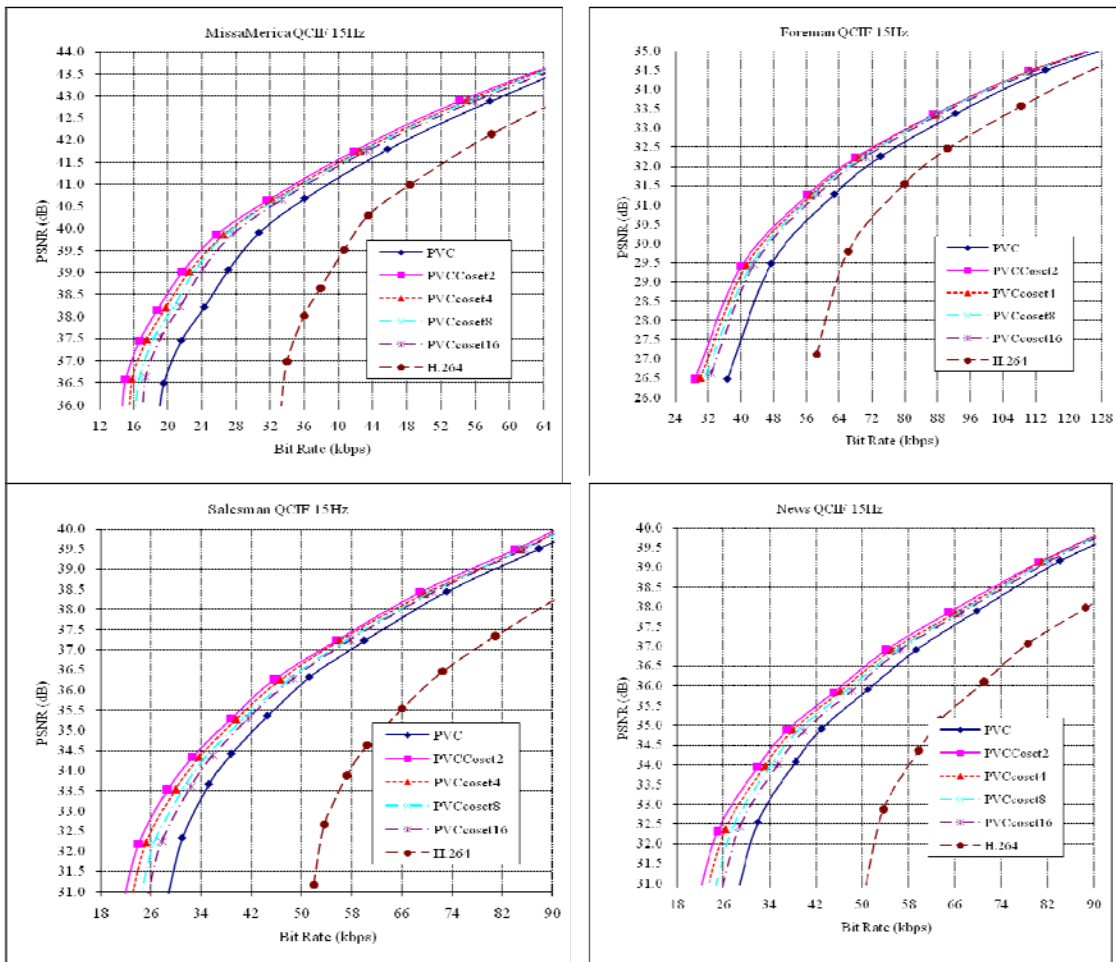 MissaMerica QCIF 15Hz
PSNR (dB)
44.0
43.5
43.0
42.5
42.0
41.5
41.0
40.5
40.0
39.5
39.0
38.5
38.0
37.5
37.0
36.5
36.0
12 16 20 24 28 32 36 40 44 48 52 56 60 64
Bit Rate (kbps)
PVC
PVCCoset2
PVCcoset4
PVCcoset8
PVCcoset16
H.264
Foreman QCIF 15Hz
PSNR (dB)
35.0
34.5
34.0
33.5
33.0
32.5
32.0
31.5
31.0
30.5
30.0
29.5
29.0
28.5
28.0
27.5
27.0
26.5
26.0
24 32 40 48 56 64 72 80 88 96 104 112 120 128
Bit Rate (kbps)
PVC
PVCCoset2
PVCcoset4
PVCcoset8
PVCcoset16
H.264
Salesman QCIF 15Hz
PSNR (dB)
40.0
39.5
39.0
38.5
38.0
37.5
37.0
36.5
36.0
35.5
35.0
34.5
34.0
33.5
33.0
32.5
32.0
31.5
31.0
18 26 34 42 50 58 66 74 82 90
Bit Rate (kbps)
PVC
PVCCoset2
PVCcoset4
PVCcoset8
PVCcoset16
H.264
News QCIF 15Hz
PSNR (dB)
40.0
39.5
39.0
38.5
38.0
37.5
37.0
36.5
36.0
35.5
35.0
34.5
34.0
33.5
33.0
32.5
32.0
31.5
31.0
18 26 34 42 50 58 66 74 82 90
Bit Rate (kbps)
PVC
PVCCoset2
PVCcoset4
PVCcoset8
PVCcoset16
H.264